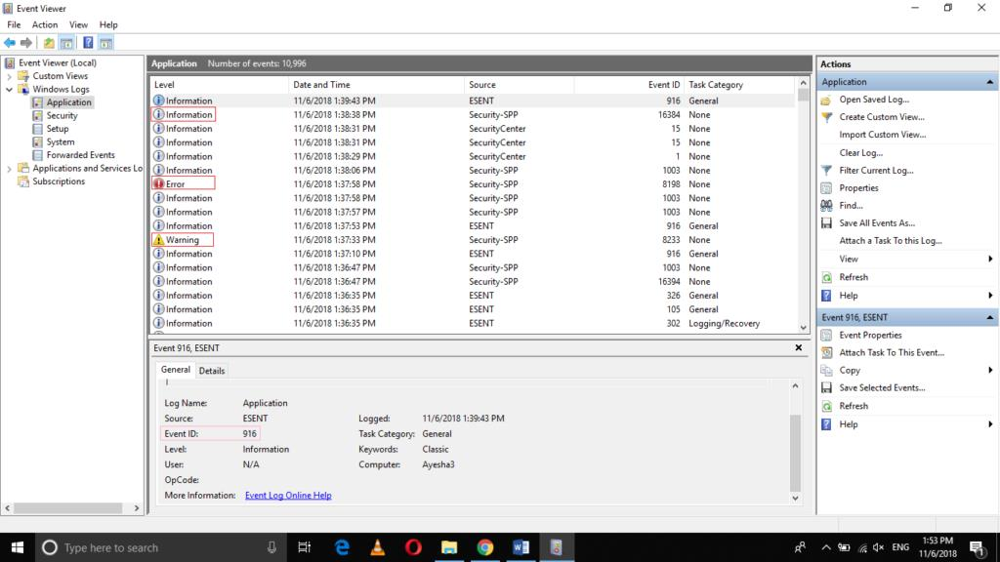 Event Viewer
File Action View Help
Event Viewer (Local)
Custom Views
Windows Logs
Application
Security
Setup
System
Forwarded Events
Applications and Services Lo
Subscriptions
Application Number of events: 10,996
Level Date and Time Source Event ID Task Category
Information 11/6/2018 1:39:43 PM ESENT 916 General
Information 11/6/2018 1:38:38 PM Security-SPP 16384 None
Information 11/6/2018 1:38:31 PM SecurityCenter 15 None
Information 11/6/2018 1:38:31 PM SecurityCenter 15 None
Information 11/6/2018 1:38:29 PM SecurityCenter 1 None
Information 11/6/2018 1:38:06 PM Security-SPP 1003 None
Error 11/6/2018 1:37:58 PM Security-SPP 8198 None
Information 11/6/2018 1:37:58 PM Security-SPP 1003 None
Information 11/6/2018 1:37:57 PM Security-SPP 1003 None
Information 11/6/2018 1:37:53 PM ESENT 916 General
Warning 11/6/2018 1:37:33 PM Security-SPP 8233 None
Information 11/6/2018 1:37:10 PM ESENT 916 General
Information 11/6/2018 1:36:47 PM Security-SPP 1003 None
Information 11/6/2018 1:36:47 PM Security-SPP 16394 None
Information 11/6/2018 1:36:35 PM ESENT 326 General
Information 11/6/2018 1:36:35 PM ESENT 105 General
Information 11/6/2018 1:36:35 PM ESENT 302 Logging/Recovery
Event 916, ESENT
General Details
Log Name: Application
Source: ESENT Logged: 11/6/2018 1:39:43 PM
Event ID: 916 Task Category: General
Level: Information Keywords: Classic
User: N/A Computer: Ayesha3
OpCode:
More Information: Event Log Online Help
Actions
Application
Open Saved Log...
Create Custom View...
Import Custom View...
Clear Log...
Filter Current Log...
Properties
Find...
Save All Events As...
Attach a Task To this Log...
View
Refresh
Help
Event 916, ESENT
Event Properties
Attach Task To This Event...
Copy
Save Selected Events...
Refresh
Help
Type here to search
ENG
1:53 PM
11/6/2018
1